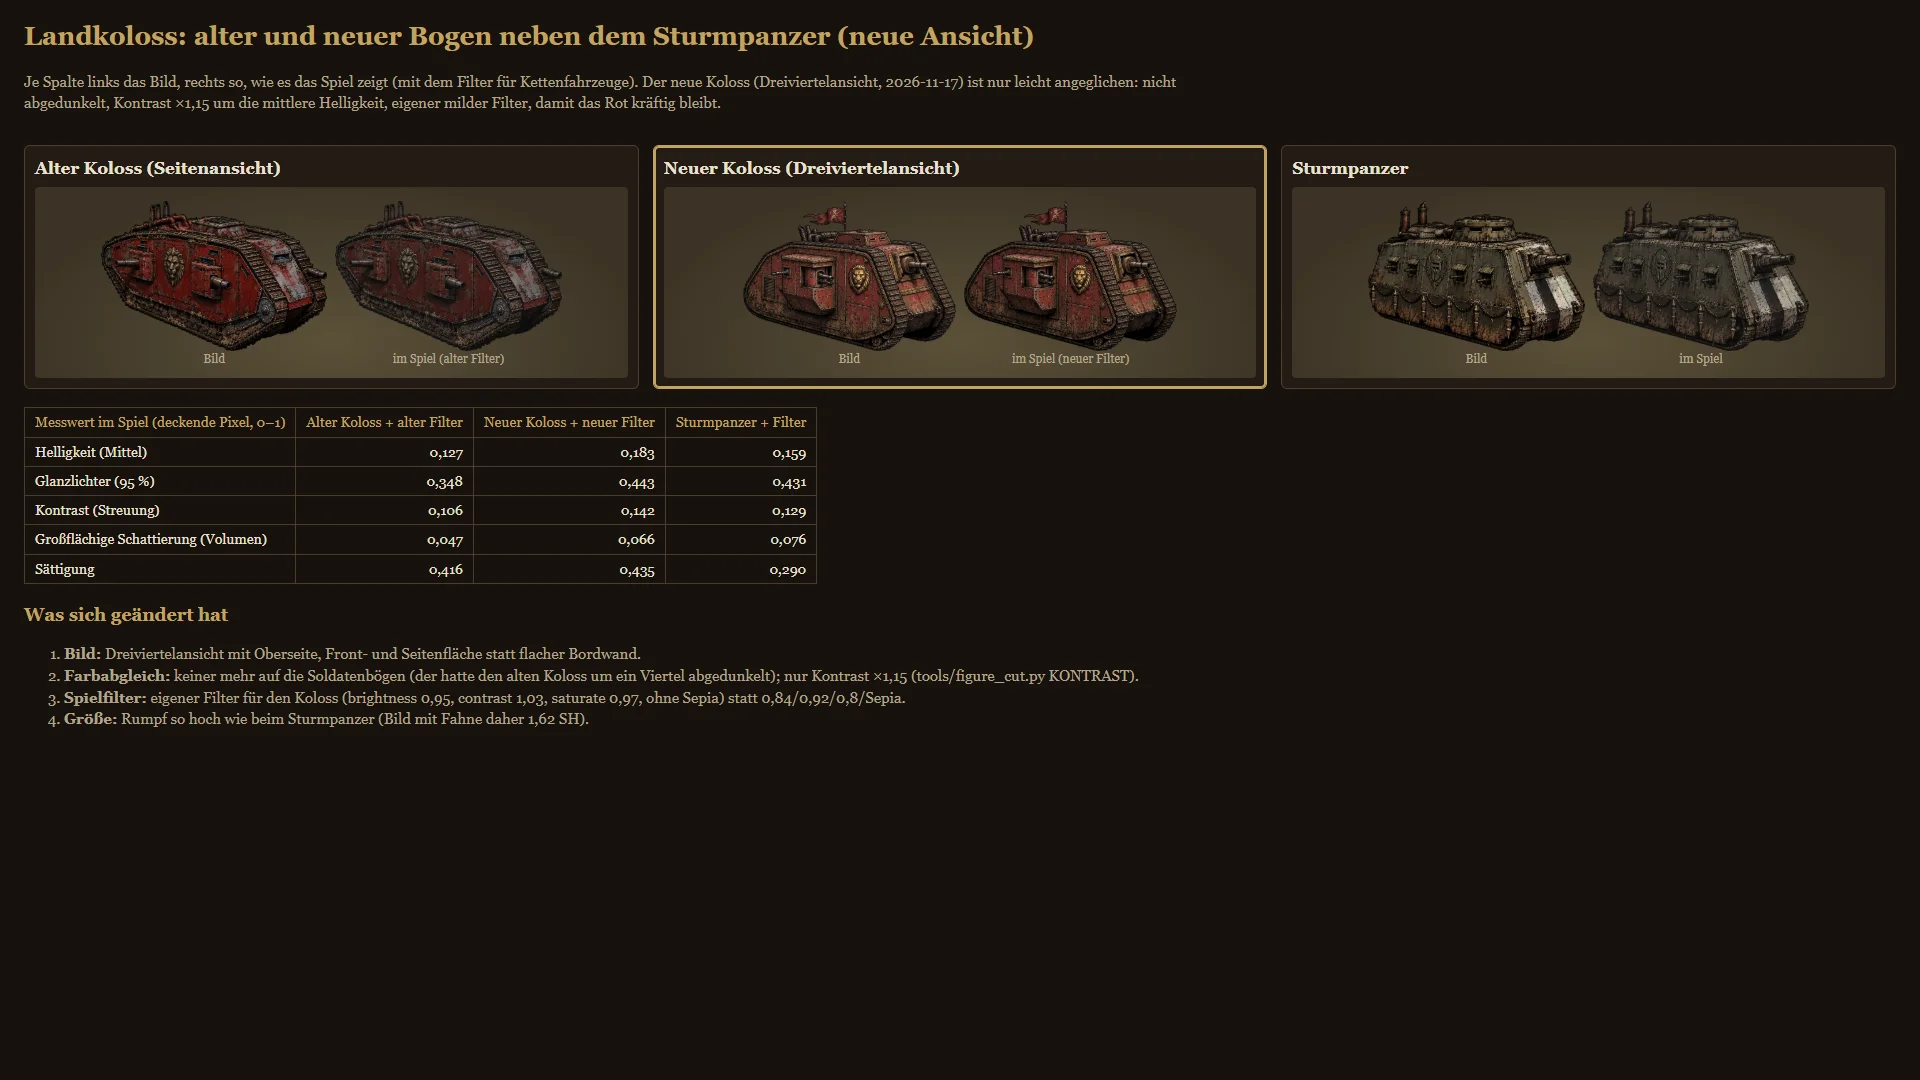 Landkoloss: alter und neuer Bogen neben dem Sturmpanzer (neue Ansicht)
Je Spalte links das Bild, rechts so, wie es das Spiel zeigt (mit dem Filter für Kettenfahrzeuge). Der neue Koloss (Dreiviertelansicht, 2026-11-17) ist nur leicht angeglichen: nicht
abgedunkelt, Kontrast ×1,15 um die mittlere Helligkeit, eigener milder Filter, damit das Rot kräftig bleibt.
Alter Koloss (Seitenansicht)
Bild
im Spiel (alter Filter)
Neuer Koloss (Dreiviertelansicht)
Bild
im Spiel (neuer Filter)
Sturmpanzer
Bild
im Spiel
Messwert im Spiel (deckende Pixel, 0–1) Alter Koloss + alter Filter Neuer Koloss + neuer Filter Sturmpanzer + Filter
Helligkeit (Mittel) 0,127 0,183 0,159
Glanzlichter (95 %) 0,348 0,443 0,431
Kontrast (Streuung) 0,106 0,142 0,129
Großflächige Schattierung (Volumen) 0,047 0,066 0,076
Sättigung 0,416 0,435 0,290
Was sich geändert hat
1. Bild: Dreiviertelansicht mit Oberseite, Front- und Seitenfläche statt flacher Bordwand.
2. Farbabgleich: keiner mehr auf die Soldatenbögen (der hatte den alten Koloss um ein Viertel abgedunkelt); nur Kontrast ×1,15 (tools/figure_cut.py KONTRAST).
3. Spielfilter: eigener Filter für den Koloss (brightness 0,95, contrast 1,03, saturate 0,97, ohne Sepia) statt 0,84/0,92/0,8/Sepia.
4. Größe: Rumpf so hoch wie beim Sturmpanzer (Bild mit Fahne daher 1,62 SH).